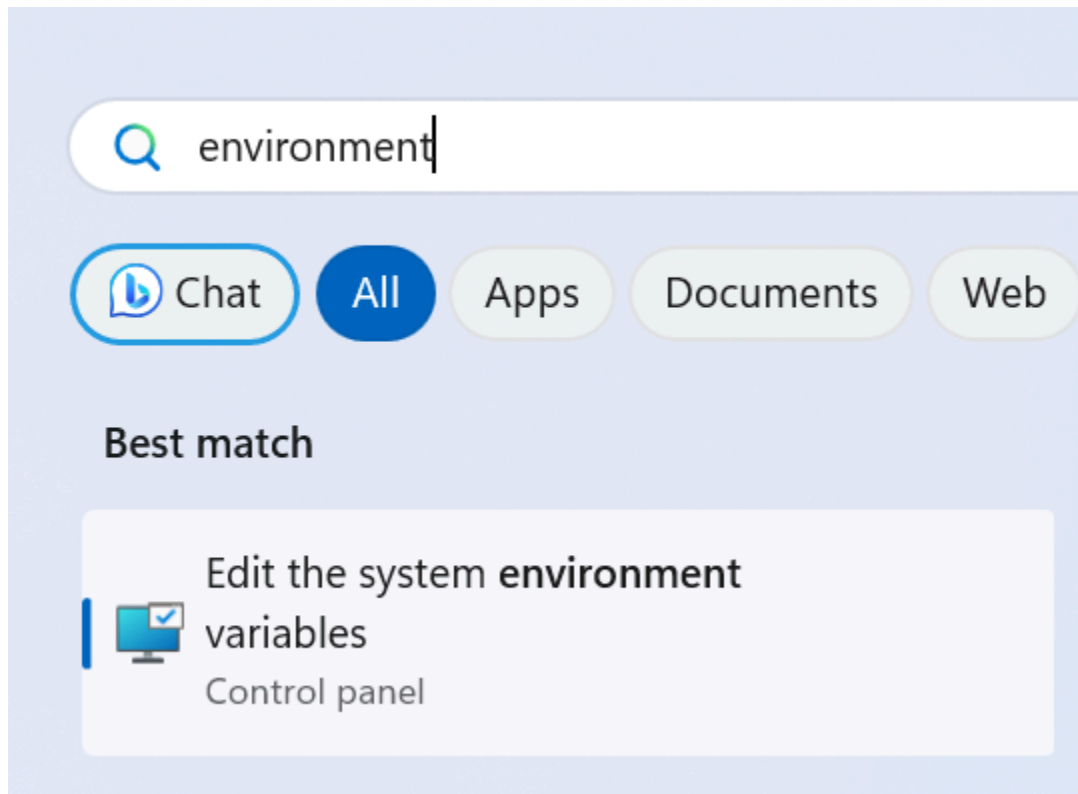 environment
Chat All Apps Documents Web
Best match
Edit the system environment
variables
Control panel